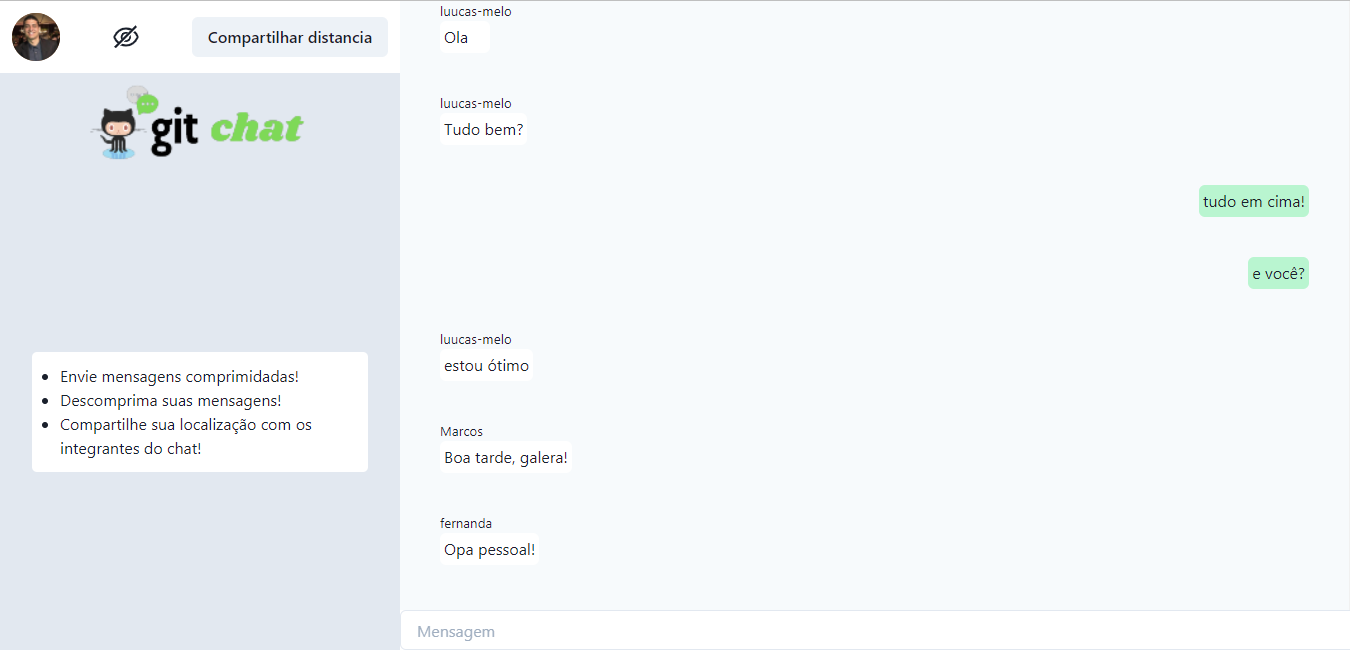 Compartilhar distancia
git chat
Envie mensagens comprimidadas!
Descomprima suas mensagens!
Compartilhe sua localização com os
integrantes do chat!
luucas-melo
Ola
luucas-melo
Tudo bem?
tudo em cima!
e você?
luucas-melo
estou ótimo
Marcos
Boa tarde, galera!
fernanda
Opa pessoal!
Mensagem